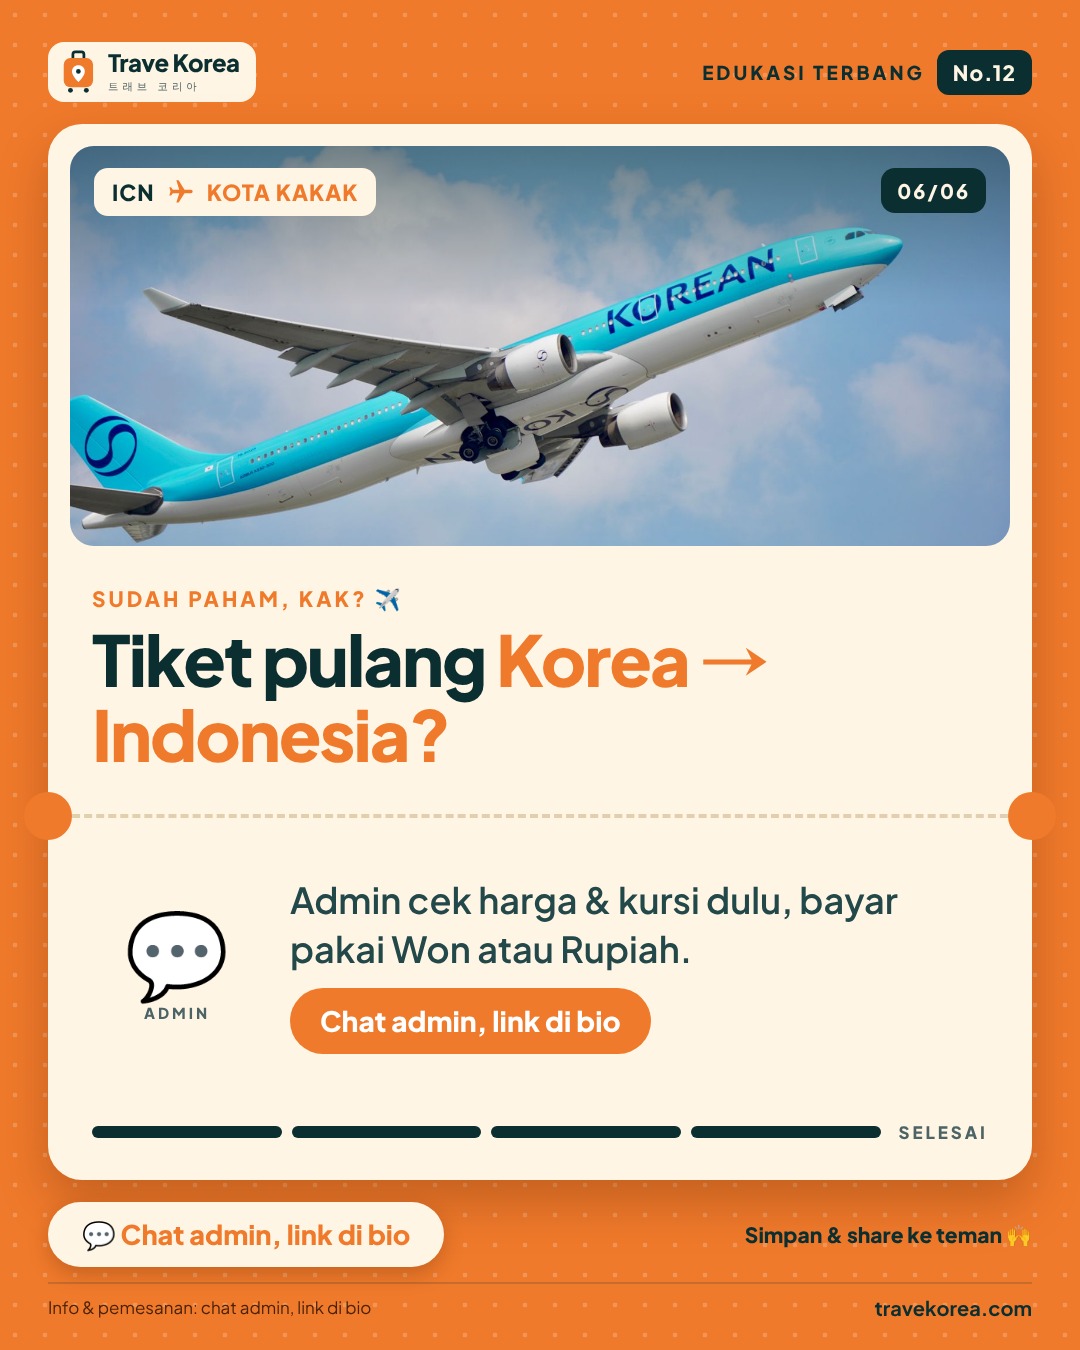 Trave Korea
트래브 코리아
EDUKASI TERBANG
No.12
ICN ✈ KOTA KAKAK
06/06
KOREAN
SUDAH PAHAM, KAK? ✈️
Tiket pulang Korea →
Indonesia?
Admin cek harga & kursi dulu, bayar
pakai Won atau Rupiah.
💬
ADMIN
Chat admin, link di bio
SELESAI
💬 Chat admin, link di bio
Simpan & share ke teman 🙌
Info & pemesanan: chat admin, link di bio
travekorea.com